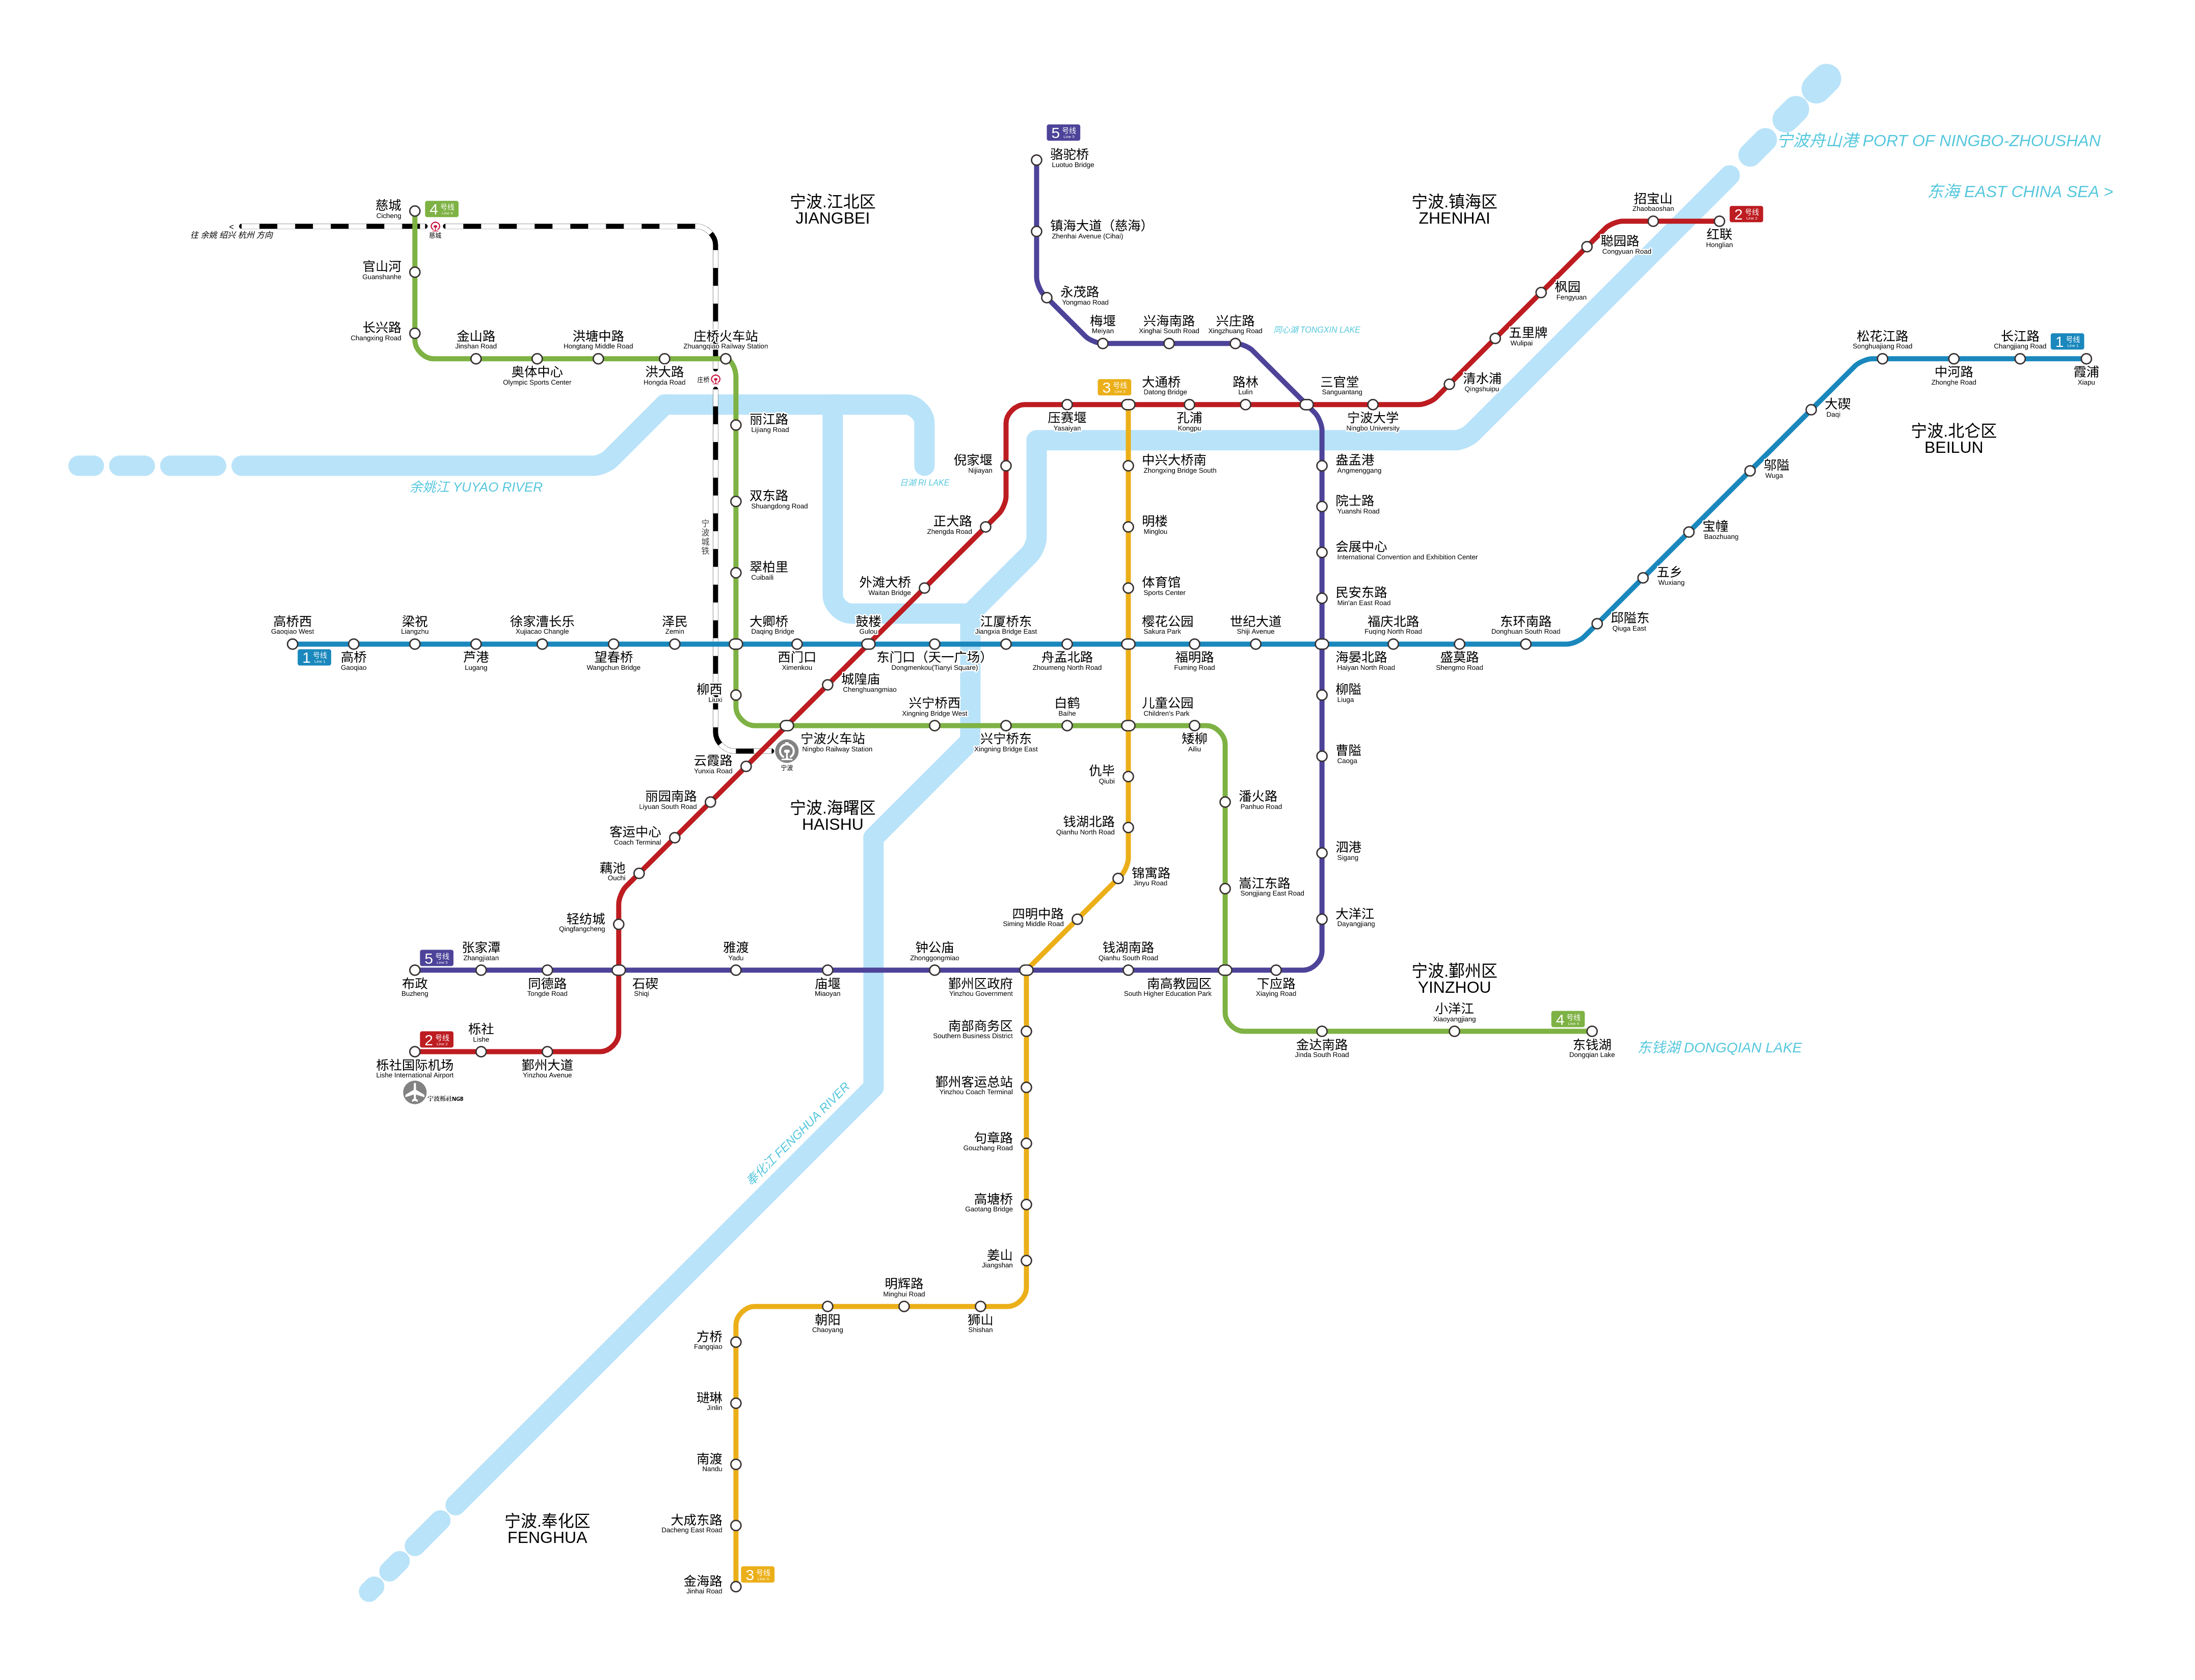 5 号线
Line 5
骆驼桥
Luotuo Bridge
镇海大道（慈海）
Zhenhai Avenue (Cihai)
永茂路
Yongmao Road
梅堰
Meiyan
兴海南路
Xinghai South Road
兴庄路
Xingzhuang Road
同心湖 TONGXIN LAKE
宁波舟山港 PORT OF NINGBO-ZHOUSHAN
东海 EAST CHINA SEA >
宁波.江北区
JIANGBEI
宁波.镇海区
ZHENHAI
招宝山
Zhaobaoshan
2 号线
Line 2
红联
Honglian
聪园路
Congyuan Road
枫园
Fengyuan
五里牌
Wulipai
清水浦
Qingshuipu
慈城
Cicheng
4 号线
Line 4
<
往 余姚 绍兴 杭州 方向
慈城
官山河
Guanshanhe
长兴路
Changxing Road
金山路
Jinshan Road
奥体中心
Olympic Sports Center
洪塘中路
Hongtang Middle Road
洪大路
Hongda Road
庄桥火车站
Zhuangqiao Railway Station
庄桥
丽江路
Lijiang Road
双东路
Shuangdong Road
宁波城铁
翠柏里
Cuibaili
余姚江 YUYAO RIVER
日湖 RI LAKE
3 号线
Line 3
压赛堰
Yasaiyan
大通桥
Datong Bridge
孔浦
Kongpu
路林
Lulin
三官堂
Sanguantang
宁波大学
Ningbo University
倪家堰
Nijiayan
正大路
Zhengda Road
外滩大桥
Waitan Bridge
中兴大桥南
Zhongxing Bridge South
明楼
Minglou
体育馆
Sports Center
盎孟港
Angmenggang
院士路
Yuanshi Road
会展中心
International Convention and Exhibition Center
民安东路
Min'an East Road
松花江路
Songhuajiang Road
中河路
Zhonghe Road
长江路
Changjiang Road
1 号线
Line 1
霞浦
Xiapu
大碶
Daqi
邬隘
Wuga
宝幢
Baozhuang
五乡
Wuxiang
邱隘东
Qiuga East
宁波.北仑区
BEILUN
高桥西
Gaoqiao West
1 号线
Line 1
高桥
Gaoqiao
梁祝
Liangzhu
芦港
Lugang
徐家漕长乐
Xujiacao Changle
望春桥
Wangchun Bridge
泽民
Zemin
大卿桥
Daqing Bridge
西门口
Ximenkou
鼓楼
Gulou
东门口（天一广场）
Dongmenkou(Tianyi Square)
江厦桥东
Jiangxia Bridge East
舟孟北路
Zhoumeng North Road
樱花公园
Sakura Park
福明路
Fuming Road
世纪大道
Shiji Avenue
海晏北路
Haiyan North Road
福庆北路
Fuqing North Road
盛莫路
Shengmo Road
东环南路
Donghuan South Road
柳西
Liuxi
城隍庙
Chenghuangmiao
宁波火车站
Ningbo Railway Station
宁波
兴宁桥西
Xingning Bridge West
兴宁桥东
Xingning Bridge East
白鹤
Baihe
儿童公园
Children's Park
矮柳
Ailiu
柳隘
Liuga
曹隘
Caoga
云霞路
Yunxia Road
丽园南路
Liyuan South Road
客运中心
Coach Terminal
藕池
Ouchi
轻纺城
Qingfangcheng
宁波.海曙区
HAISHU
仇毕
Qiubi
钱湖北路
Qianhu North Road
锦寓路
Jinyu Road
四明中路
Siming Middle Road
潘火路
Panhuo Road
嵩江东路
Songjiang East Road
泗港
Sigang
大洋江
Dayangjiang
5 号线
Line 5
布政
Buzheng
张家潭
Zhangjiatan
同德路
Tongde Road
石碶
Shiqi
雅渡
Yadu
庙堰
Miaoyan
钟公庙
Zhonggongmiao
鄞州区政府
Yinzhou Government
钱湖南路
Qianhu South Road
南高教园区
South Higher Education Park
下应路
Xiaying Road
宁波.鄞州区
YINZHOU
2 号线
Line 2
栎社国际机场
Lishe International Airport
宁波栎社NGB
栎社
Lishe
鄞州大道
Yinzhou Avenue
金达南路
Jinda South Road
小洋江
Xiaoyangjiang
4 号线
Line 4
东钱湖
Dongqian Lake
东钱湖 DONGQIAN LAKE
南部商务区
Southern Business District
鄞州客运总站
Yinzhou Coach Terminal
句章路
Gouzhang Road
高塘桥
Gaotang Bridge
姜山
Jiangshan
奉化江 FENGHUA RIVER
明辉路
Minghui Road
朝阳
Chaoyang
狮山
Shishan
方桥
Fangqiao
琎琳
Jinlin
南渡
Nandu
大成东路
Dacheng East Road
金海路
Jinhai Road
3 号线
Line 3
宁波.奉化区
FENGHUA